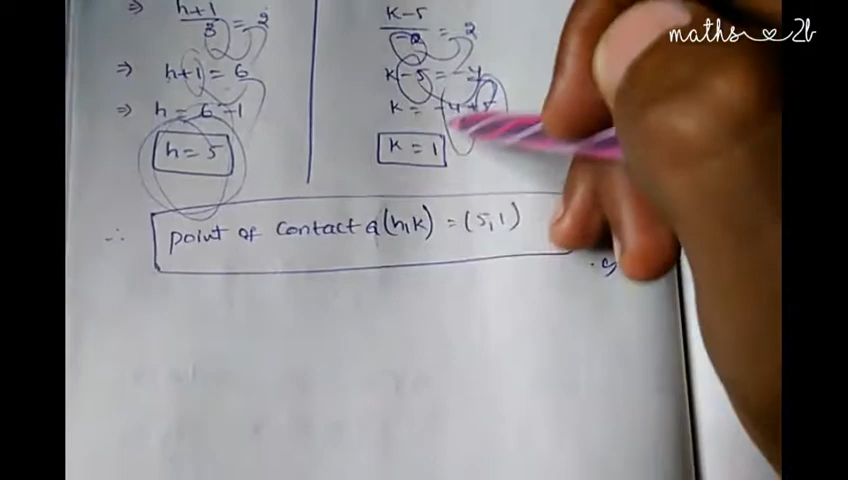 maths 2b
⇒ h+1/3 = 2
⇒ h+1 = 6
⇒ h = 6-1
h = 5
k-5/-2 = 2
k-5 = -4
k = -4+5
k = 1
∴ point of contact Q(h,k) = (5,1)